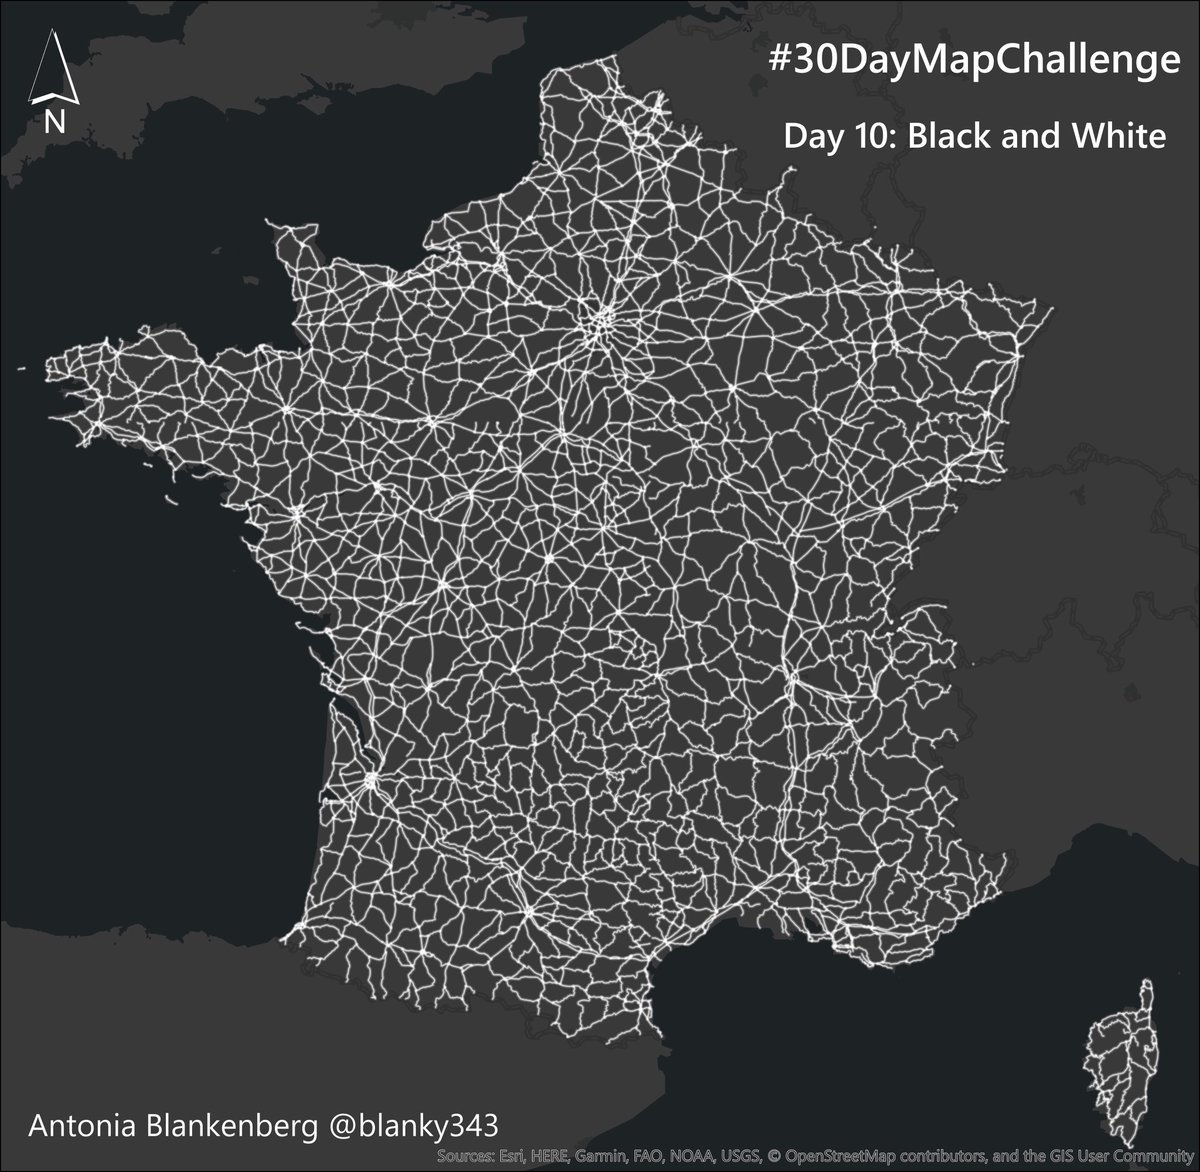 #30DayMapChallenge
N
Day 10: Black and White
Antonia Blankenberg @blanky343
Sources: Esri, HERE, Garmin, FAO, NOAA, USGS, © OpenStreetMap contributors, and the GIS User Community